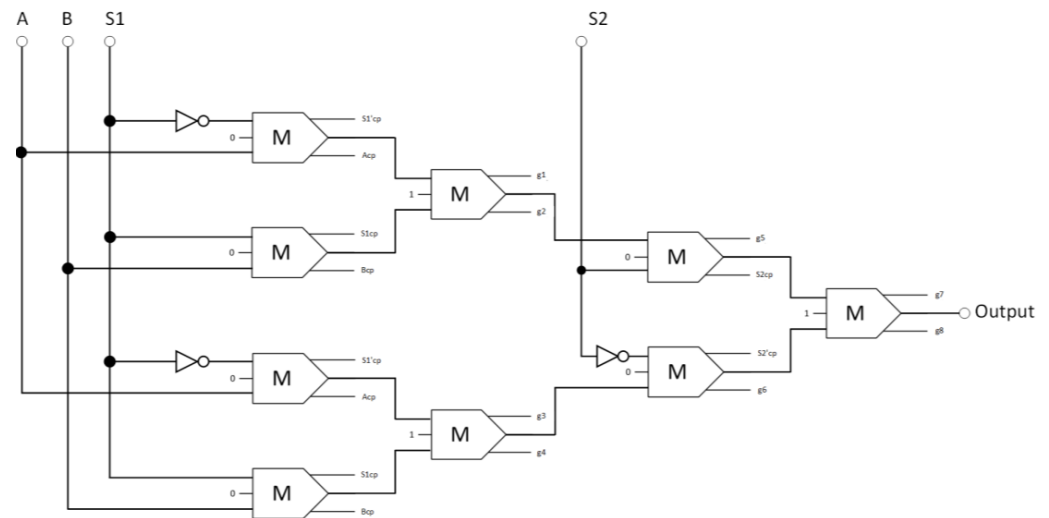 A B S1 S2
S1'cp
0 M
Acp
g1
1 M
g2
S1cp
0 M
Bcp
g5
0 M
S2cp
g7
1 M Output
g8
S2'cp
0 M
g6
S1'cp
0 M
Acp
g3
1 M
g4
S1cp
0 M
Bcp